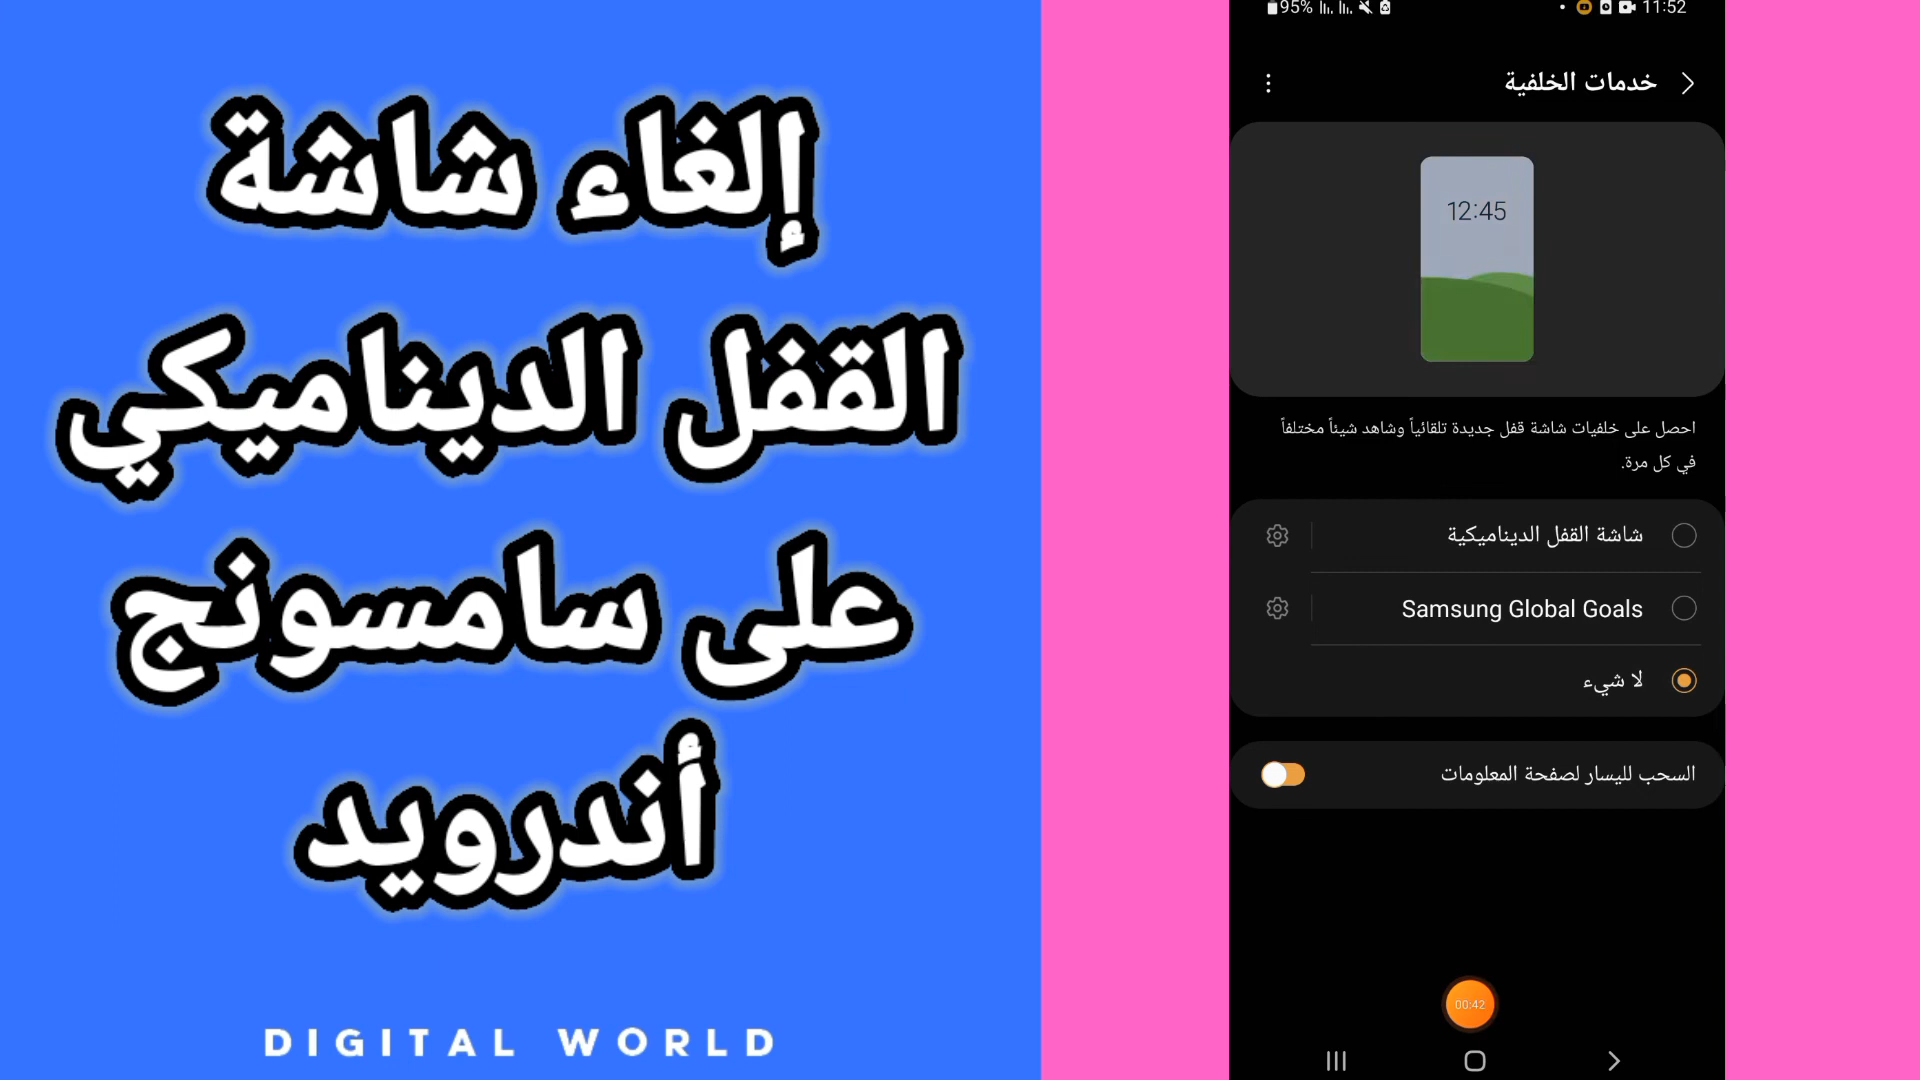 إلغاء شاشة
القفل الديناميكي
على سامسونج
أندرويد
DIGITAL WORLD
95%
11:52
خدمات الخلفية
12:45
احصل على خلفيات شاشة قفل جديدة تلقائياً وشاهد شيئاً مختلفاً
في كل مرة.
شاشة القفل الديناميكية
Samsung Global Goals
لا شيء
السحب لليسار لصفحة المعلومات
00:42